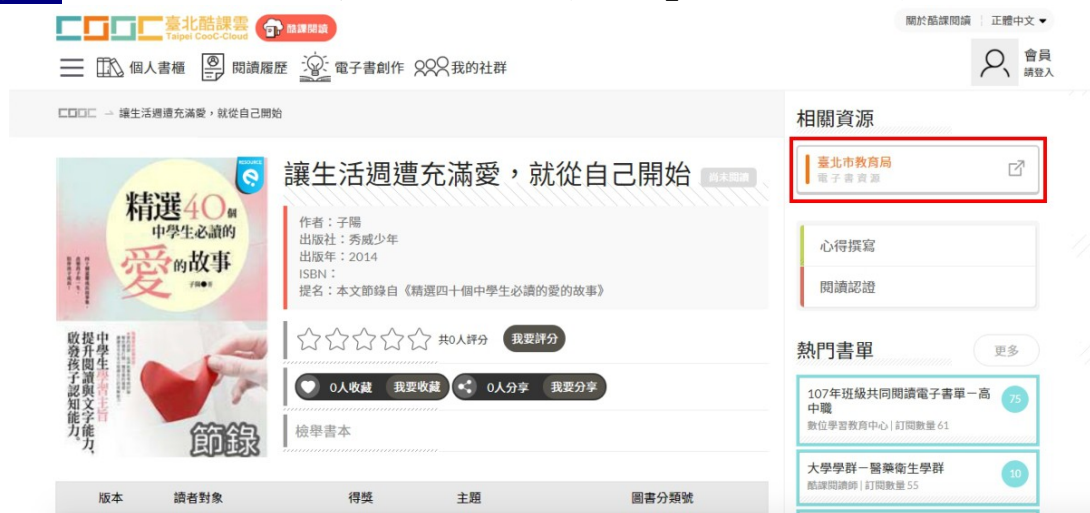 COOC 臺北酷課雲
Taipei CooC-Cloud
酷課閱讀
關於酷課閱讀 | 正體中文
個人書櫃
閱讀履歷
電子書創作
我的社群
會員
請登入
COOC → 讓生活週遭充滿愛，就從自己開始
RESOURCE
精選40個
中學生必讀的
愛的故事
子陽●著
中學生學習主旨
提升閱讀與文字能力、
啟發孩子認知能力。
節錄
讓生活週遭充滿愛，就從自己開始
尚未閱讀
作者：子陽
出版社：秀威少年
出版年：2014
ISBN：
提名：本文節錄自《精選四十個中學生必讀的愛的故事》
共0人評分 我要評分
0人收藏 我要收藏 0人分享 我要分享
檢舉書本
版本 讀者對象 得獎 主題 圖書分類號
相關資源
臺北市教育局
電子書資源
心得撰寫
閱讀認證
熱門書單 更多
107年班級共同閱讀電子書單－高
中職
數位學習教育中心 | 訂閱數量 61
75
大學學群－醫藥衛生學群
酷課閱讀師 | 訂閱數量 55
10